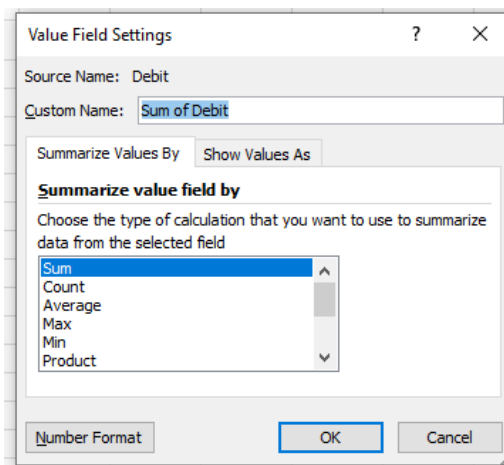 Value Field Settings ? ×
Source Name: Debit
Custom Name: Sum of Debit
Summarize Values By Show Values As
Summarize value field by
Choose the type of calculation that you want to use to summarize
data from the selected field
Sum
Count
Average
Max
Min
Product
Number Format OK Cancel